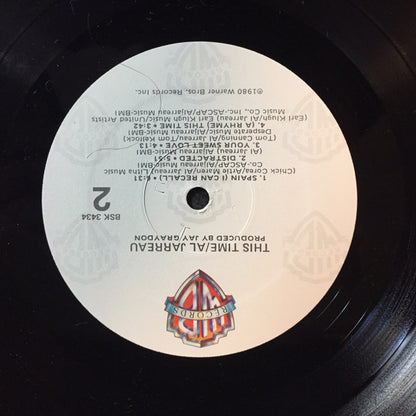 WB
RECORDS
THIS TIME/AL JARREAU
PRODUCED BY JAY GRAYDON
2
BSK 3434
1. SPAIN (I CAN RECALL) • 6:31
(Chick Corea/Artie Maren/Al Jarreau) Litha Music
Co.-ASCAP/Aljarreau Music-BMI
2. DISTRACTED • 5:51
(Al Jarreau) Aljarreau Music-BMI
3. YOUR SWEET LOVE • 4:13
(Tom Canning/Al Jarreau/Tom Kellock)
Desperate Music/Aljarreau Music-BMI
4. (A RHYME) THIS TIME • 3:42
(Earl Klugh/Al Jarreau) Earl Klugh Music/United Artists
Music Co., Inc.-ASCAP/Aljarreau Music-BMI
℗1980 Warner Bros. Records Inc.